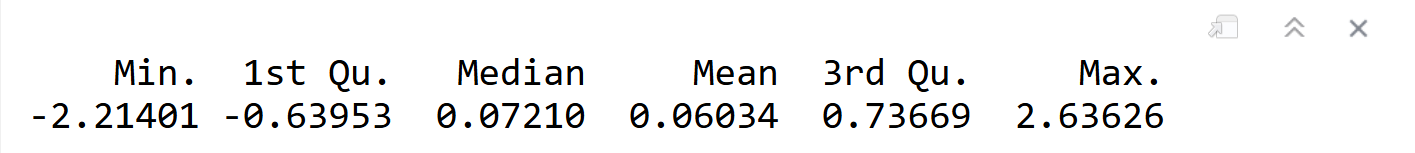 Min. 1st Qu. Median Mean 3rd Qu. Max.
-2.21401 -0.63953 0.07210 0.06034 0.73669 2.63626